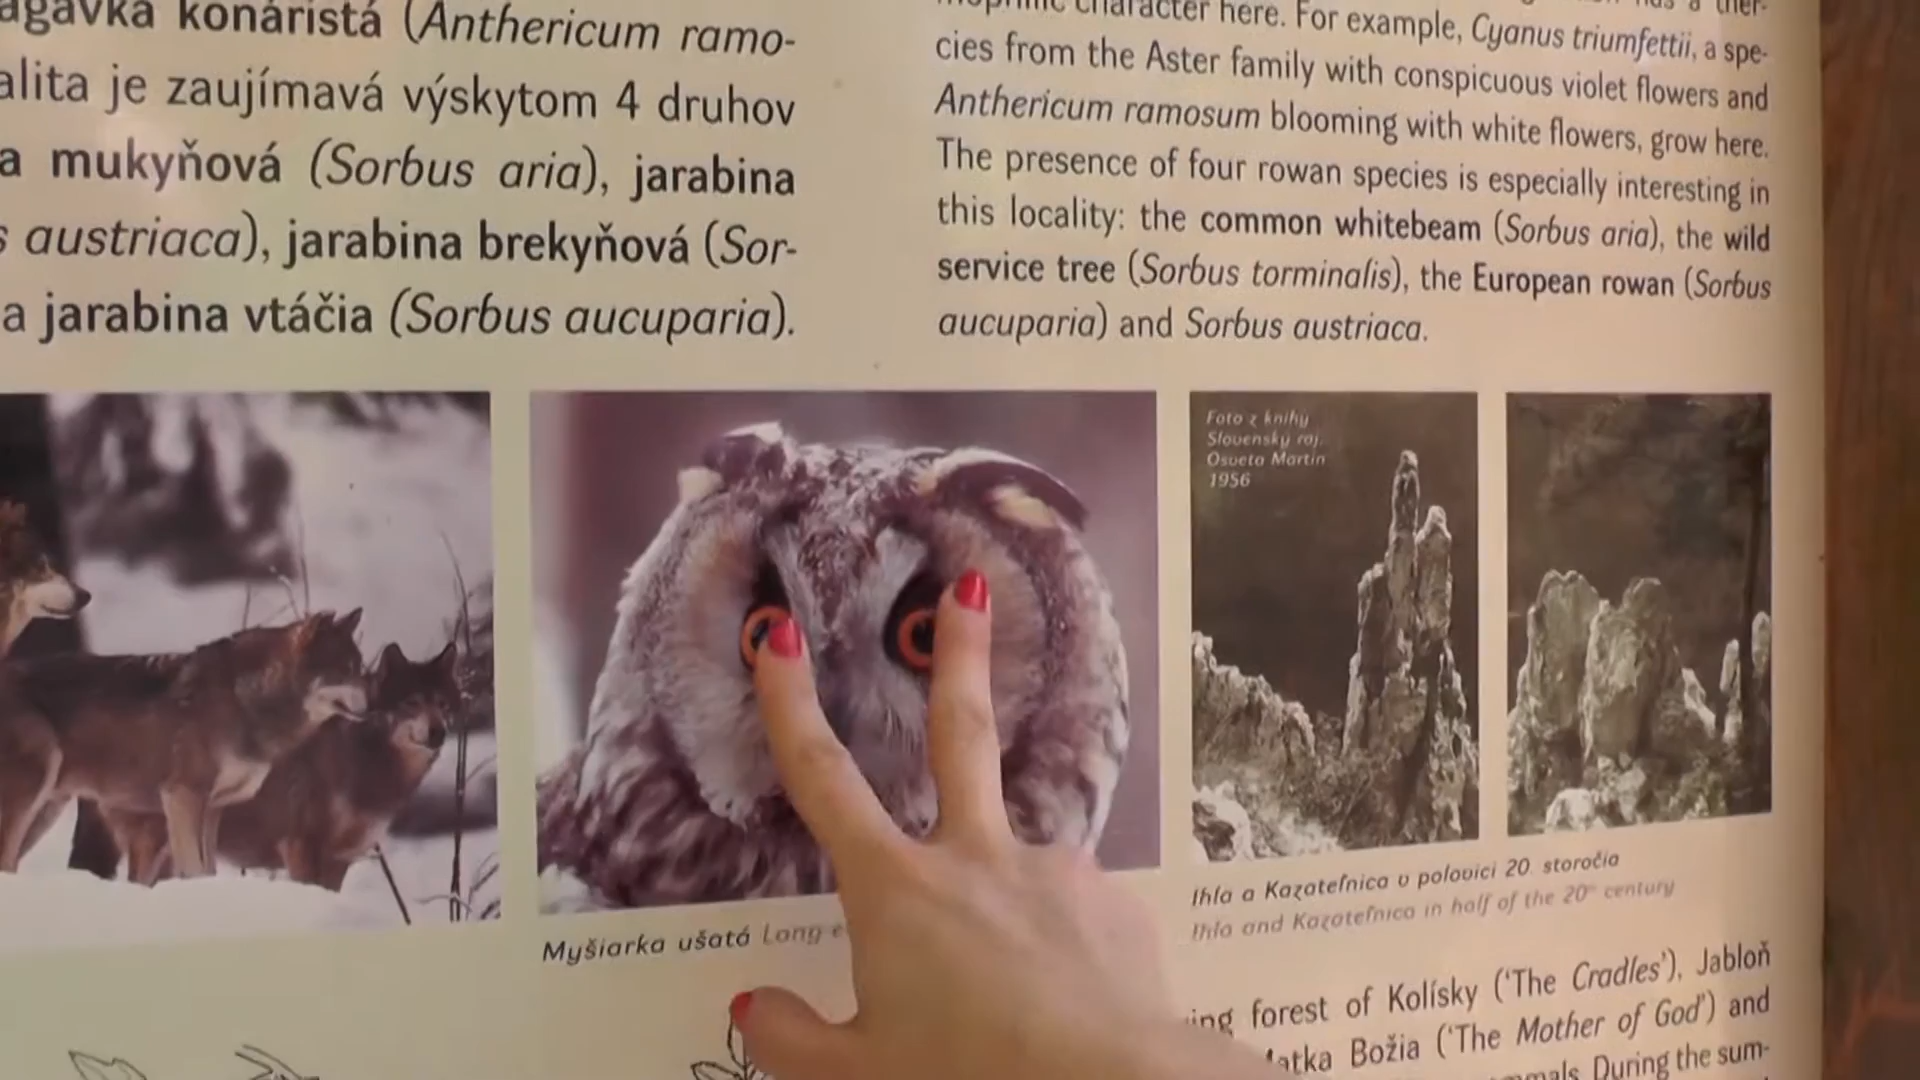 konáristá (Anthericum ramo-
je zaujímavá výskytom 4 druhov
a mukyňová (Sorbus aria), jarabina
austriaca), jarabina brekyňová (Sor-
a jarabina vtáčia (Sorbus aucuparia).
character here. For example, Cyanus triumfettii, a spe-
cies from the Aster family with conspicuous violet flowers and
Anthericum ramosum blooming with white flowers, grow here.
The presence of four rowan species is especially interesting in
this locality: the common whitebeam (Sorbus aria), the wild
service tree (Sorbus torminalis), the European rowan (Sorbus
aucuparia) and Sorbus austriaca.
Foto z knihy
Slovenský raj.
Osveta Martin
1956
Myšiarka ušatá Long
Ihla a Kazateľnica v polovici 20. storočia
Ihla and Kazateľnica in half of the 20th century
forest of Kolísky ('The Cradles'), Jabloň
Božia ('The Mother of God') and
During the sum-